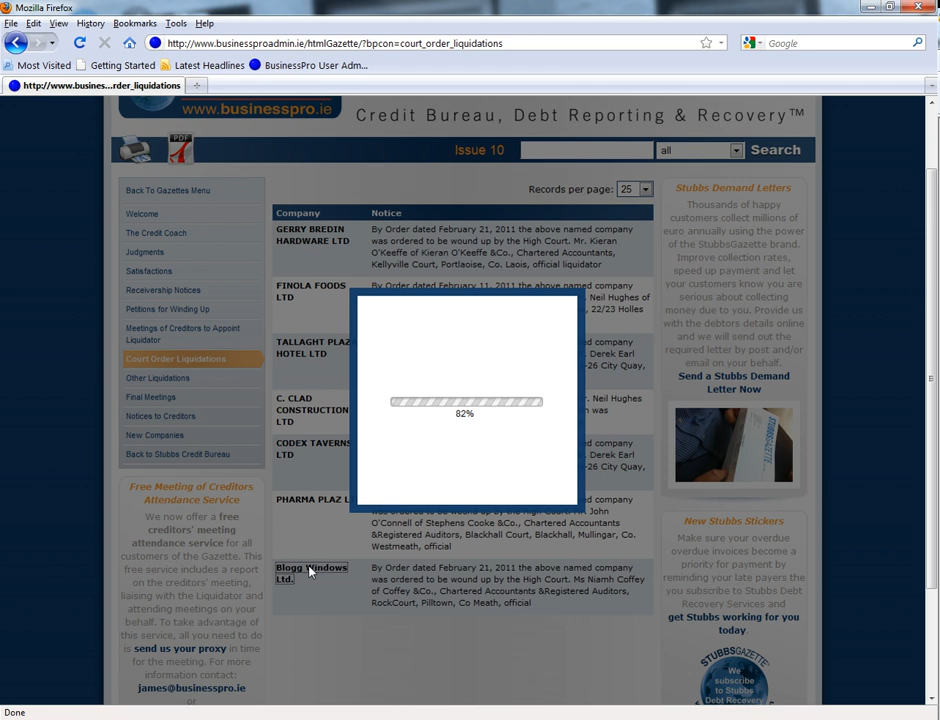 Mozilla Firefox
File Edit View History Bookmarks Tools Help
http://www.businessproadmin.ie/htmlGazette/?bpcon=court_order_liquidations
Google
Most Visited Getting Started Latest Headlines BusinessPro User Adm...
http://www.busines...rder_liquidations
www.businesspro.ie
Credit Bureau, Debt Reporting & Recovery™
PDF
Issue 10 all Search
Back To Gazettes Menu
Welcome
The Credit Coach
Judgments
Satisfactions
Receivership Notices
Petitions for Winding Up
Meetings of Creditors to Appoint
Liquidator
Court Order Liquidations
Other Liquidations
Final Meetings
Notices to Creditors
New Companies
Back to Stubbs Credit Bureau
Free Meeting of Creditors
Attendance Service
We now offer a free
creditors' meeting
attendance service for all
customers of the Gazette. This
free service includes a report
on the creditors' meeting,
liaising with the Liquidator and
attending meetings on your
behalf. To take advantage of
this service, all you need to do
is send us your proxy in time
for the meeting. For more
information contact
james@businesspro.ie
or
Records per page: 25
Company Notice
GERRY BREDIN
HARDWARE LTD
By Order dated February 21, 2011 the above named company
was ordered to be wound up by the High Court. Mr. Kieran
O'Keeffe of Kieran O'Keeffe &Co., Chartered Accountants,
Kellyville Court, Portlaoise, Co. Laois, official liquidator
FINOLA FOODS
LTD
By Order dated February 11, 2011 the above named company
Neil Hughes of
22/23 Holles
TALLAGHT PLAZ
HOTEL LTD
ed company
Derek Earl
-26 City Quay,
C. CLAD
CONSTRUCTION
LTD
r. Neil Hughes
n was
CODEX TAVERNS
LTD
ed company
Derek Earl
-26 City Quay,
PHARMA PLAZ L
ed company
O'Connell of Stephens Cooke &Co., Chartered Accountants
&Registered Auditors, Blackhall Court, Blackhall, Mullingar, Co.
Westmeath, official
Blogg Windows
Ltd.
By Order dated February 21, 2011 the above named company
was ordered to be wound up by the High Court. Ms Niamh Coffey
of Coffey &Co., Chartered Accountants &Registered Auditors,
RockCourt, Pilltown, Co Meath, official
82%
Stubbs Demand Letters
Thousands of happy
customers collect millions of
euro annually using the power
of the StubbsGazette brand.
Improve collection rates,
speed up payment and let
your customers know you are
serious about collecting
money due to you. Provide us
with the debtors details online
and we will send out the
required letter by post and/or
email on your behalf.
Send a Stubbs Demand
Letter Now
New Stubbs Stickers
Make sure your overdue
overdue invoices become a
priority for payment by
reminding your late payers the
you subscribe to Stubbs Debt
Recovery Services and
get Stubbs working for you
today.
STUBBSGAZETTE
We
subscribe
to Stubbs
Debt Recovery
Done